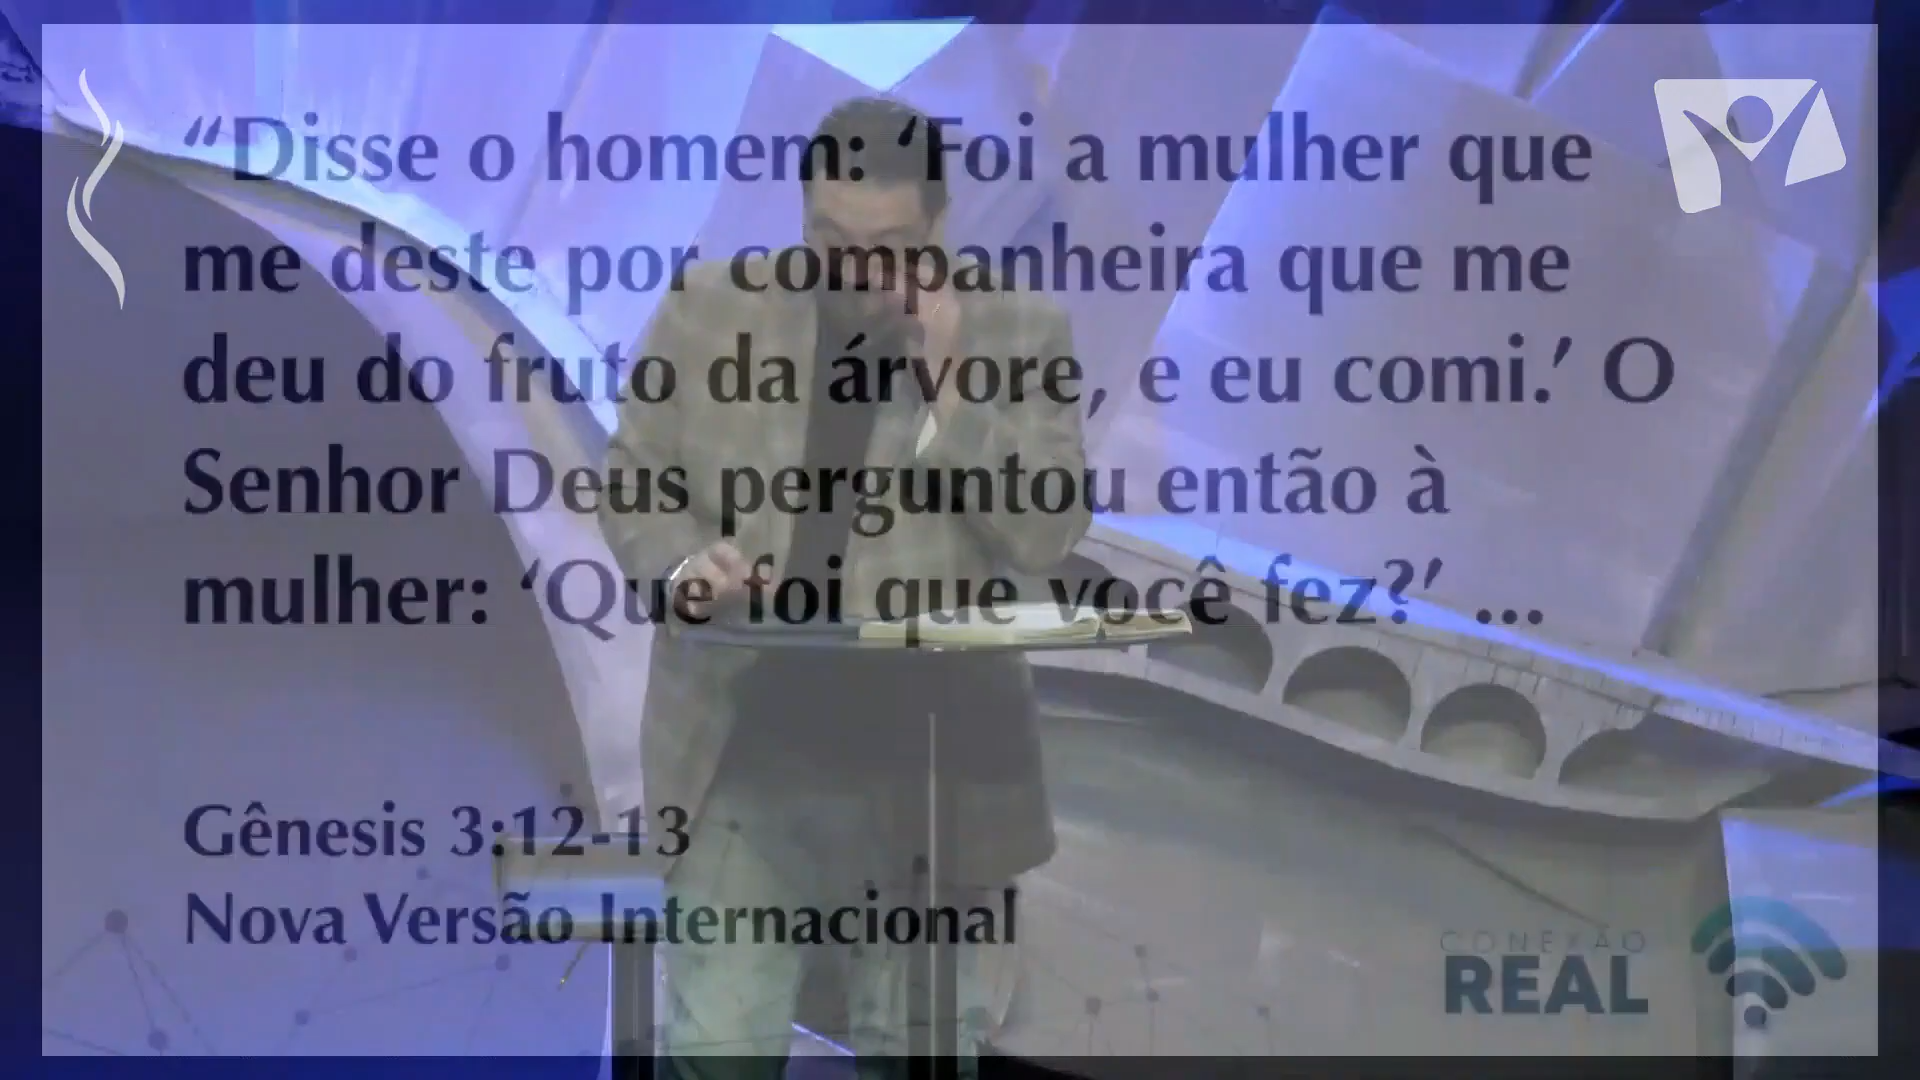 “Disse o homem: ‘Foi a mulher que
me deste por companheira que me
deu do fruto da árvore, e eu comi.’ O
Senhor Deus perguntou então à
mulher: ‘Que foi que você fez?’ ...
Gênesis 3:12-13
Nova Versão Internacional
CONEXÃO
REAL